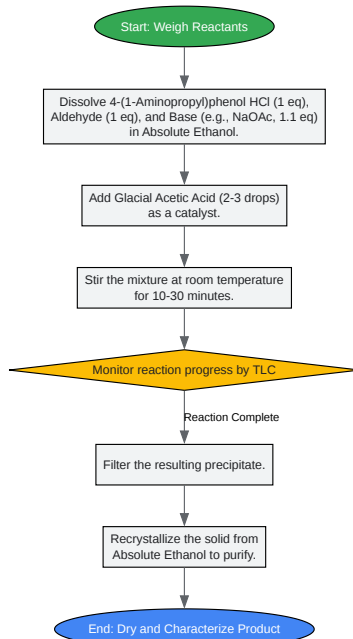 Start: Weigh Reactants
Dissolve 4-(1-Aminopropyl)phenol HCl (1 eq),
Aldehyde (1 eq), and Base (e.g., NaOAc, 1.1 eq)
in Absolute Ethanol.
Add Glacial Acetic Acid (2-3 drops)
as a catalyst.
Stir the mixture at room temperature
for 10-30 minutes.
Monitor reaction progress by TLC
Reaction Complete
Filter the resulting precipitate.
Recrystallize the solid from
Absolute Ethanol to purify.
End: Dry and Characterize Product